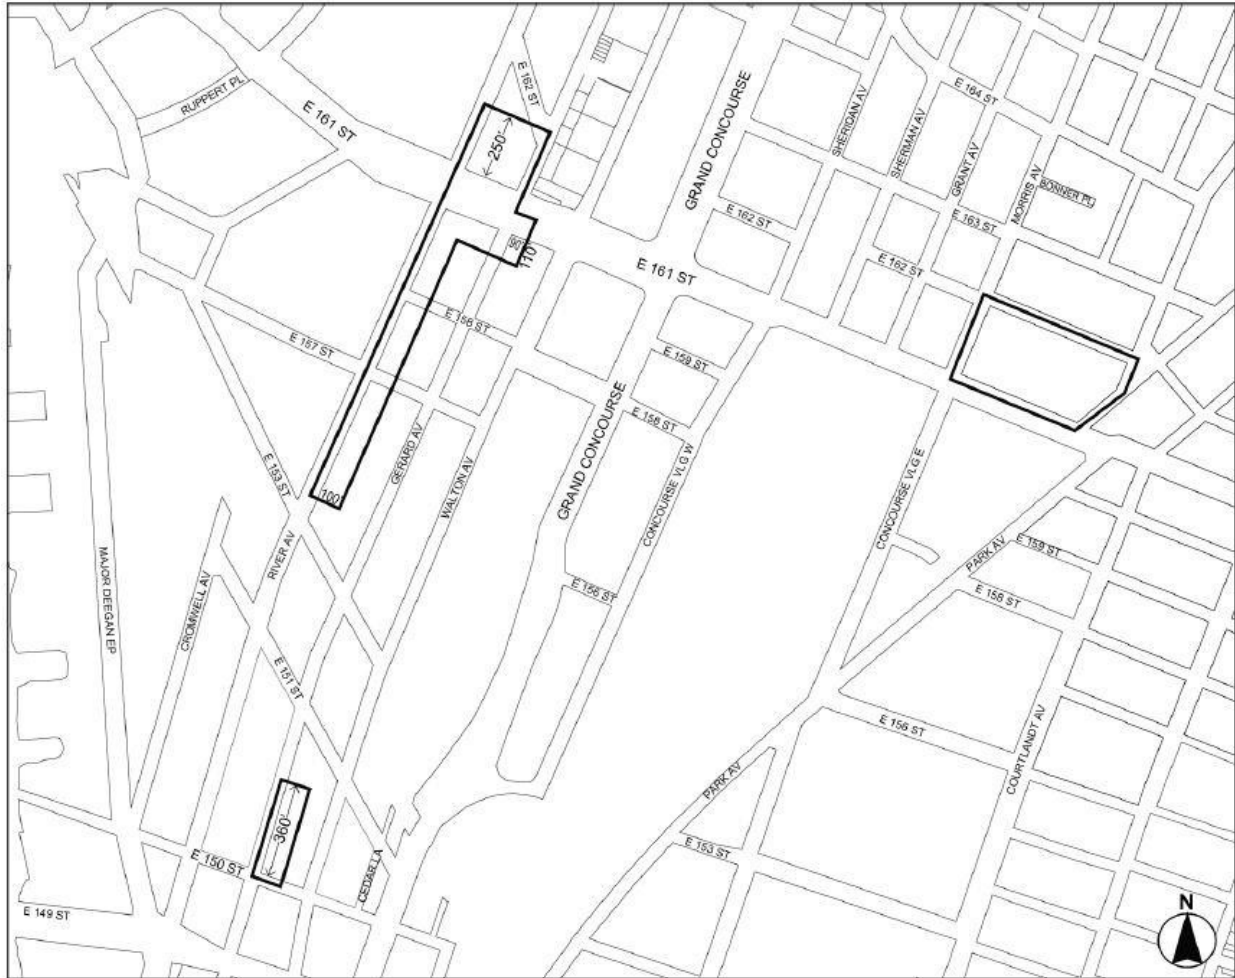 E 162 ST
RUPPERT PL
E 161 ST
250'
GRAND CONCOURSE
SHERIDAN AV
SHERMAN AV
E 164 ST
GRANT AV
MORRIS AV
BONNER PL
E 163 ST
E 162 ST
E 162 ST
90'
110'
E 161 ST
E 158 ST
E 157 ST
E 159 ST
E 158 ST
GRAND CONCOURSE
GERARD AV
WALTON AV
CONCOURSE VLG W
CONCOURSE VLG E
E 153 ST
100'
RIVER AV
MAJOR DEEGAN EP
CROMWELL AV
E 156 ST
PARK AV
E 159 ST
E 158 ST
E 151 ST
E 156 ST
COURTLANDT AV
PARK AV
360'
E 150 ST
CEDAR LA
E 153 ST
E 149 ST
N